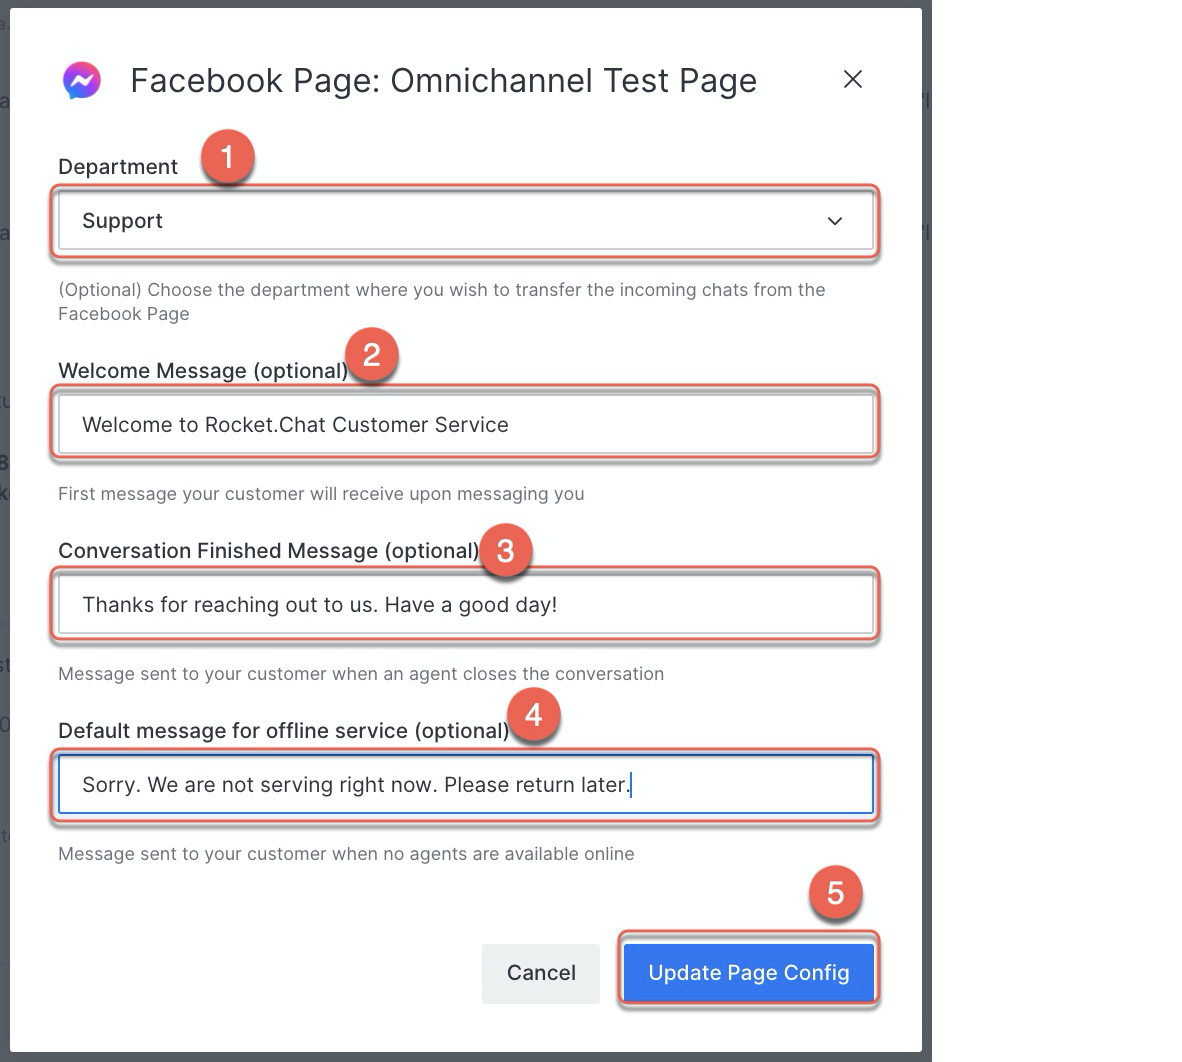 Facebook Page: Omnichannel Test Page
Department
1
Support
(Optional) Choose the department where you wish to transfer the incoming chats from the
Facebook Page
Welcome Message (optional)
2
Welcome to Rocket.Chat Customer Service
First message your customer will receive upon messaging you
Conversation Finished Message (optional)
3
Thanks for reaching out to us. Have a good day!
Message sent to your customer when an agent closes the conversation
Default message for offline service (optional)
4
Sorry. We are not serving right now. Please return later.
Message sent to your customer when no agents are available online
5
Cancel
Update Page Config